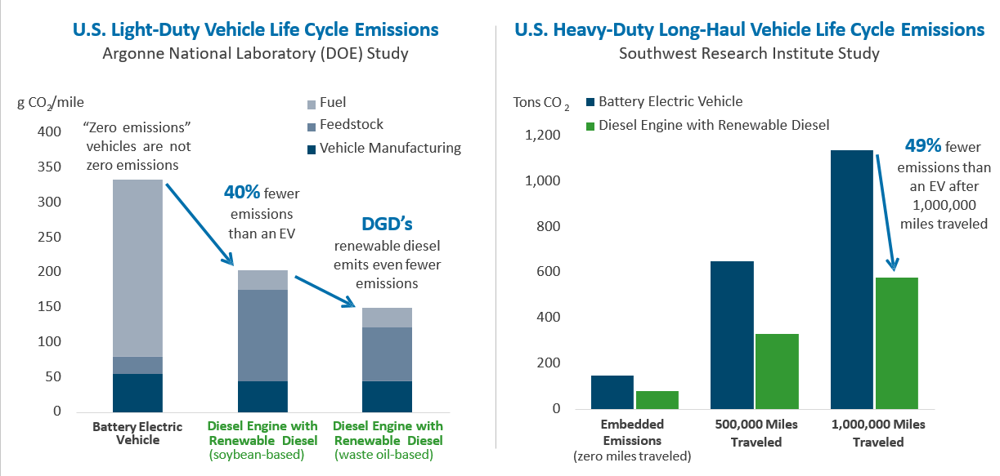 U.S. Light-Duty Vehicle Life Cycle Emissions
Argonne National Laboratory (DOE) Study
g CO2/mile
Fuel
Feedstock
Vehicle Manufacturing
400
350
300
250
200
150
100
50
0
“Zero emissions”
vehicles are not
zero emissions
40% fewer
emissions
than an EV
DGD’s
renewable diesel
emits even fewer
emissions
Battery Electric
Vehicle
Diesel Engine with
Renewable Diesel
(soybean-based)
Diesel Engine with
Renewable Diesel
(waste oil-based)
U.S. Heavy-Duty Long-Haul Vehicle Life Cycle Emissions
Southwest Research Institute Study
Tons CO2
Battery Electric Vehicle
Diesel Engine with Renewable Diesel
1,200
1,000
800
600
400
200
0
49% fewer
emissions than
an EV after
1,000,000
miles traveled
Embedded
Emissions
(zero miles traveled)
500,000 Miles
Traveled
1,000,000 Miles
Traveled